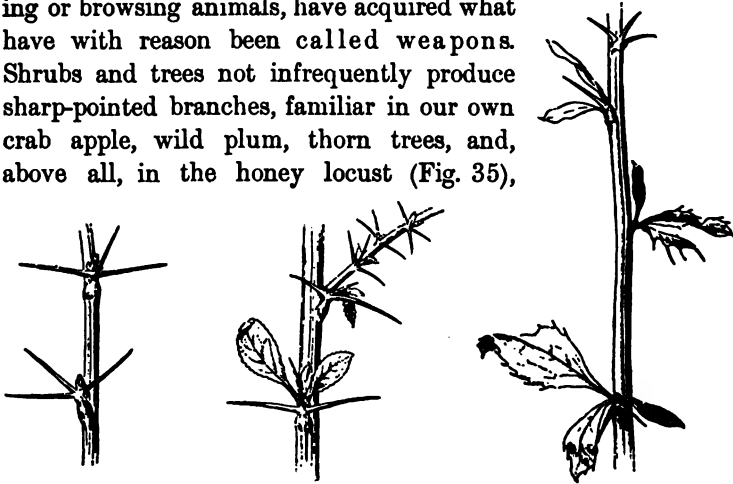 ing or browsing animals, have acquired what
have with reason been called weapons.
Shrubs and trees not infrequently produce
sharp-pointed branches, familiar in our own
crab apple, wild plum, thorn trees, and,
above all, in the honey locust (Fig. 35),